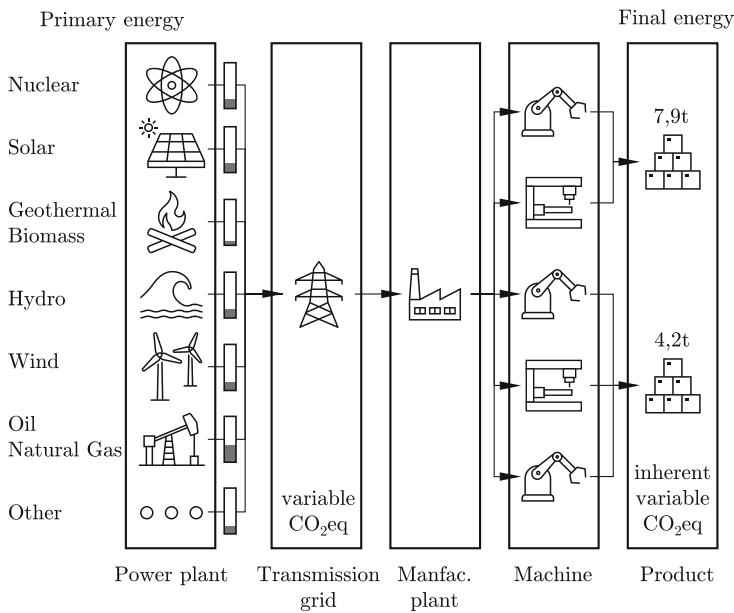 Primary energy
Final energy
Nuclear
Solar
Geothermal
Biomass
Hydro
Wind
Oil
Natural Gas
Other
7,9t
4,2t
variable
CO₂eq
inherent
variable
CO₂eq
Power plant
Transmission
grid
Manfac.
plant
Machine
Product